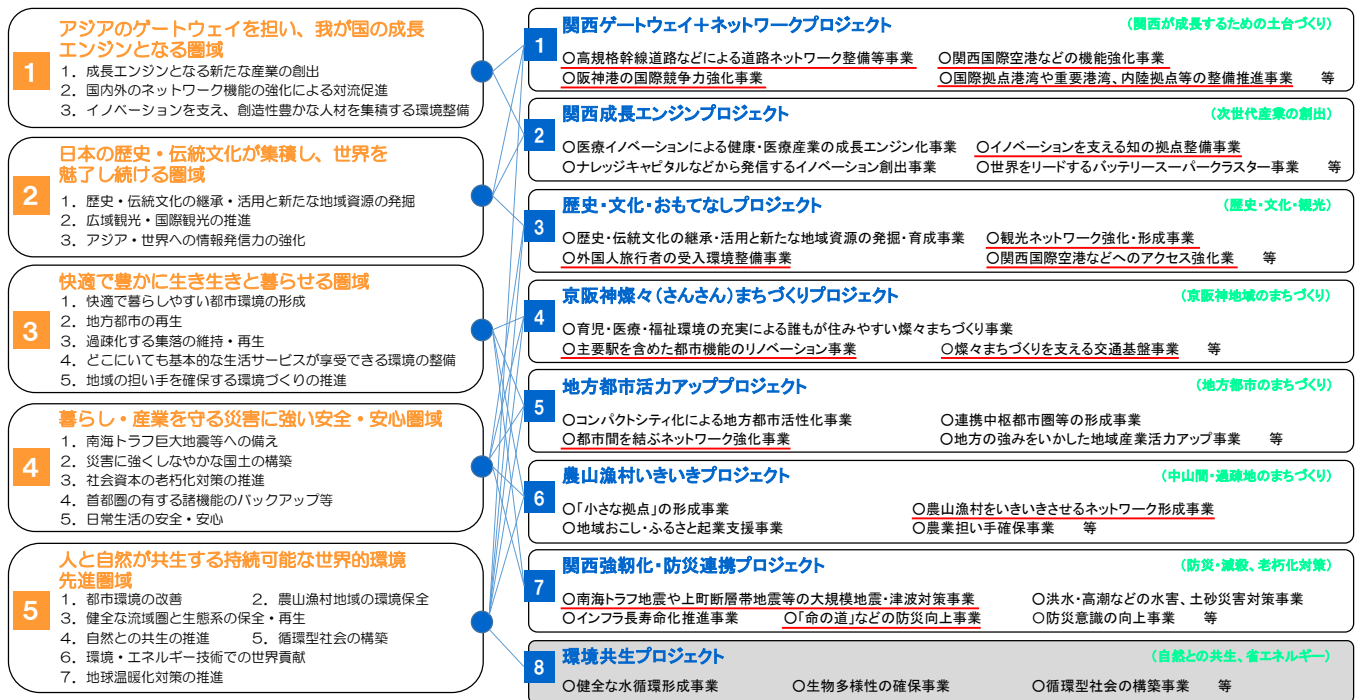 1
アジアのゲートウェイを担い、我が国の成長
エンジンとなる圏域
1．成長エンジンとなる新たな産業の創出
2．国内外のネットワーク機能の強化による対流促進
3．イノベーションを支え、創造性豊かな人材を集積する環境整備
2
日本の歴史・伝統文化が集積し、世界を
魅了し続ける圏域
1．歴史・伝統文化の継承・活用と新たな地域資源の発掘
2．広域観光・国際観光の推進
3．アジア・世界への情報発信力の強化
3
快適で豊かに生き生きと暮らせる圏域
1．快適で暮らしやすい都市環境の形成
2．地方都市の再生
3．過疎化する集落の維持・再生
4．どこにいても基本的な生活サービスが享受できる環境の整備
5．地域の担い手を確保する環境づくりの推進
4
暮らし・産業を守る災害に強い安全・安心圏域
1．南海トラフ巨大地震等への備え
2．災害に強くしなやかな国土の構築
3．社会資本の老朽化対策の推進
4．首都圏の有する諸機能のバックアップ等
5．日常生活の安全・安心
5
人と自然が共生する持続可能な世界的環境
先進圏域
1．都市環境の改善　2．農山漁村地域の環境保全
3．健全な流域圏と生態系の保全・再生
4．自然との共生の推進　5．循環型社会の構築
6．環境・エネルギー技術での世界貢献
7．地球温暖化対策の推進
1
関西ゲートウェイ＋ネットワークプロジェクト　（関西が成長するための土台づくり）
○高規格幹線道路などによる道路ネットワーク整備等事業　○関西国際空港などの機能強化事業
○阪神港の国際競争力強化事業　○国際拠点港湾や重要港湾、内陸拠点等の整備推進事業　等
2
関西成長エンジンプロジェクト　（次世代産業の創出）
○医療イノベーションによる健康・医療産業の成長エンジン化事業　○イノベーションを支える知の拠点整備事業
○ナレッジキャピタルなどから発信するイノベーション創出事業　○世界をリードするバッテリースーパークラスター事業　等
3
歴史・文化・おもてなしプロジェクト　（歴史・文化・観光）
○歴史・伝統文化の継承・活用と新たな地域資源の発掘・育成事業　○観光ネットワーク強化・形成事業
○外国人旅行者の受入環境整備事業　○関西国際空港などへのアクセス強化業　等
4
京阪神燦々（さんさん）まちづくりプロジェクト　（京阪神地域のまちづくり）
○育児・医療・福祉環境の充実による誰もが住みやすい燦々まちづくり事業
○主要駅を含めた都市機能のリノベーション事業　○燦々まちづくりを支える交通基盤事業　等
5
地方都市活力アッププロジェクト　（地方都市のまちづくり）
○コンパクトシティ化による地方都市活性化事業　○連携中枢都市圏等の形成事業
○都市間を結ぶネットワーク強化事業　○地方の強みをいかした地域産業活力アップ事業　等
6
農山漁村いきいきプロジェクト　（中山間・過疎地のまちづくり）
○「小さな拠点」の形成事業　○農山漁村をいきいきさせるネットワーク形成事業
○地域おこし・ふるさと起業支援事業　○農業担い手確保事業　等
7
関西強靭化・防災連携プロジェクト　（防災・減殺、老朽化対策）
○南海トラフ地震や上町断層帯地震等の大規模地震・津波対策事業　○洪水・高潮などの水害、土砂災害対策事業
○インフラ長寿命化推進事業　○「命の道」などの防災向上事業　○防災意識の向上事業　等
8
環境共生プロジェクト　（自然との共生、省エネルギー）
○健全な水循環形成事業　○生物多様性の確保事業　○循環型社会の構築事業　等